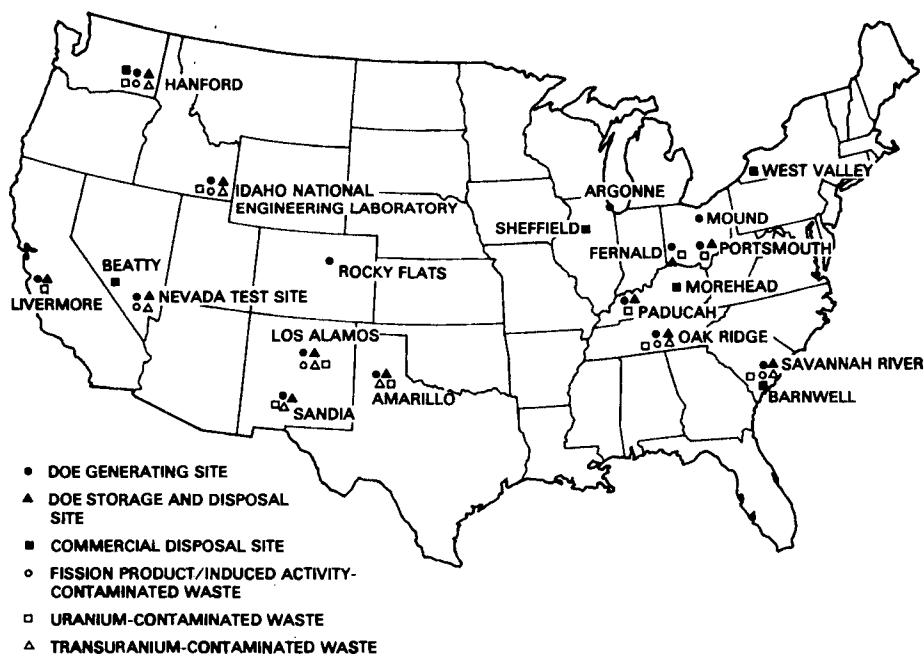 HANFORD
IDAHO NATIONAL
ENGINEERING LABORATORY
ARGONNE
WEST VALLEY
SHEFFIELD
MOUND
FERNALD
PORTSMOUTH
ROCKY FLATS
BEATTY
NEVADA TEST SITE
LIVERMORE
MOREHEAD
PADUCAH
LOS ALAMOS
OAK RIDGE
SAVANNAH RIVER
BARNWELL
AMARILLO
SANDIA
DOE GENERATING SITE
DOE STORAGE AND DISPOSAL
SITE
COMMERCIAL DISPOSAL SITE
FISSION PRODUCT/INDUCED ACTIVITY-
CONTAMINATED WASTE
URANIUM-CONTAMINATED WASTE
TRANSURANIUM-CONTAMINATED WASTE